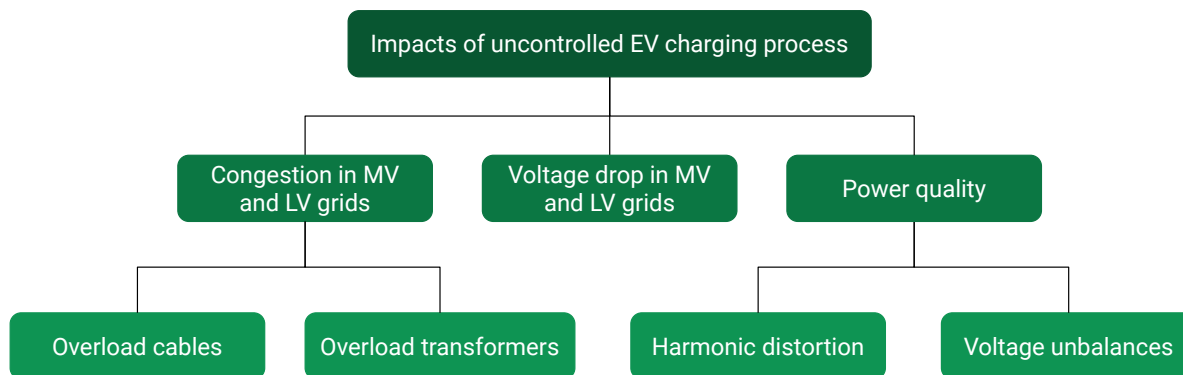 Impacts of uncontrolled EV charging process
Congestion in MV
and LV grids
Voltage drop in MV
and LV grids
Power quality
Overload cables
Overload transformers
Harmonic distortion
Voltage unbalances